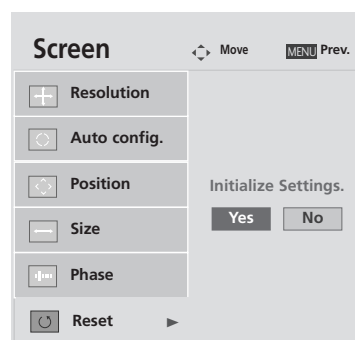 Screen Move MENU Prev.
Resolution
Auto config.
Position
Size
Phase
Reset
Initialize Settings.
Yes No